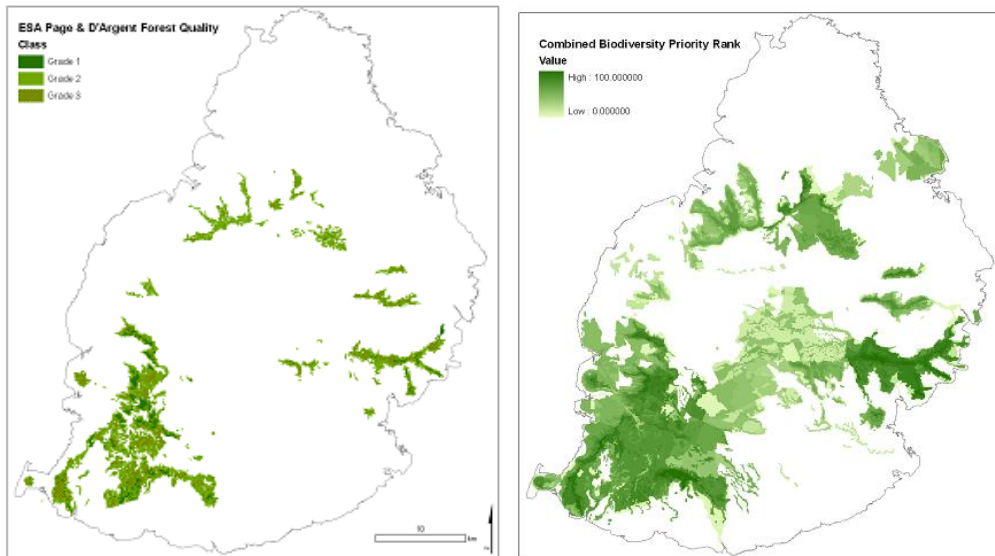 ESA Page & D'Argent Forest Quality
Class
Grade 1
Grade 2
Grade 3
10
km
Combined Biodiversity Priority Rank
Value
High : 100.000000
Low : 0.000000